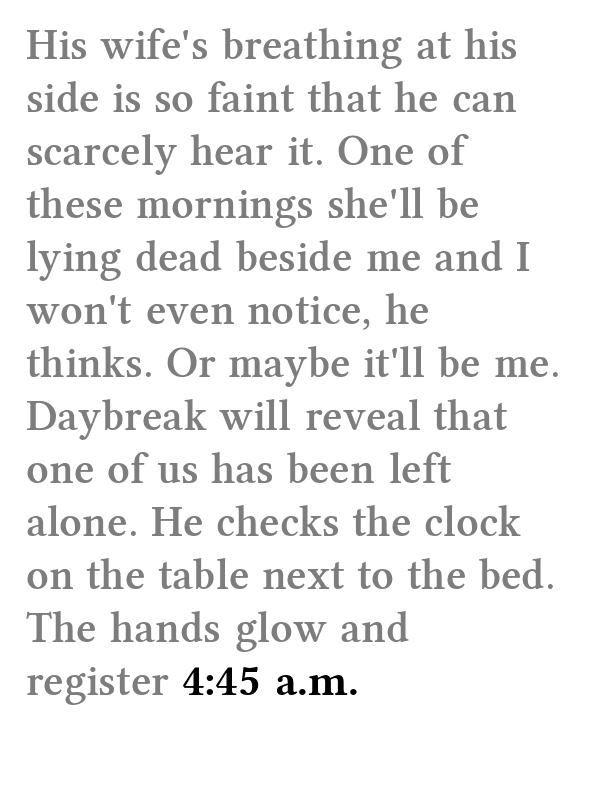 His wife's breathing at his
side is so faint that he can
scarcely hear it. One of
these mornings she'll be
lying dead beside me and I
won't even notice, he
thinks. Or maybe it'll be me.
Daybreak will reveal that
one of us has been left
alone. He checks the clock
on the table next to the bed.
The hands glow and
register 4:45 a.m.